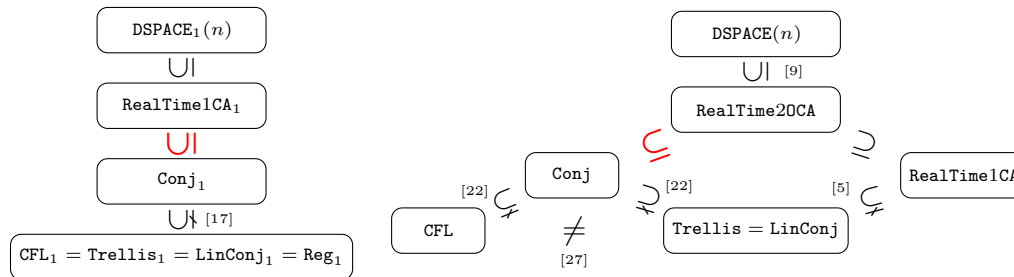 DSPACE₁(n)
∪|
RealTime1CA₁
∪|
Conj₁
∪∤ [17]
CFL₁ = Trellis₁ = LinConj₁ = Reg₁
DSPACE(n)
∪| [9]
RealTime2OCA
∪| ∪|
Conj
RealTime1CA
[22] ∪∤ ∪∤ [22] [5] ∪∤
CFL
≠
[27]
Trellis = LinConj